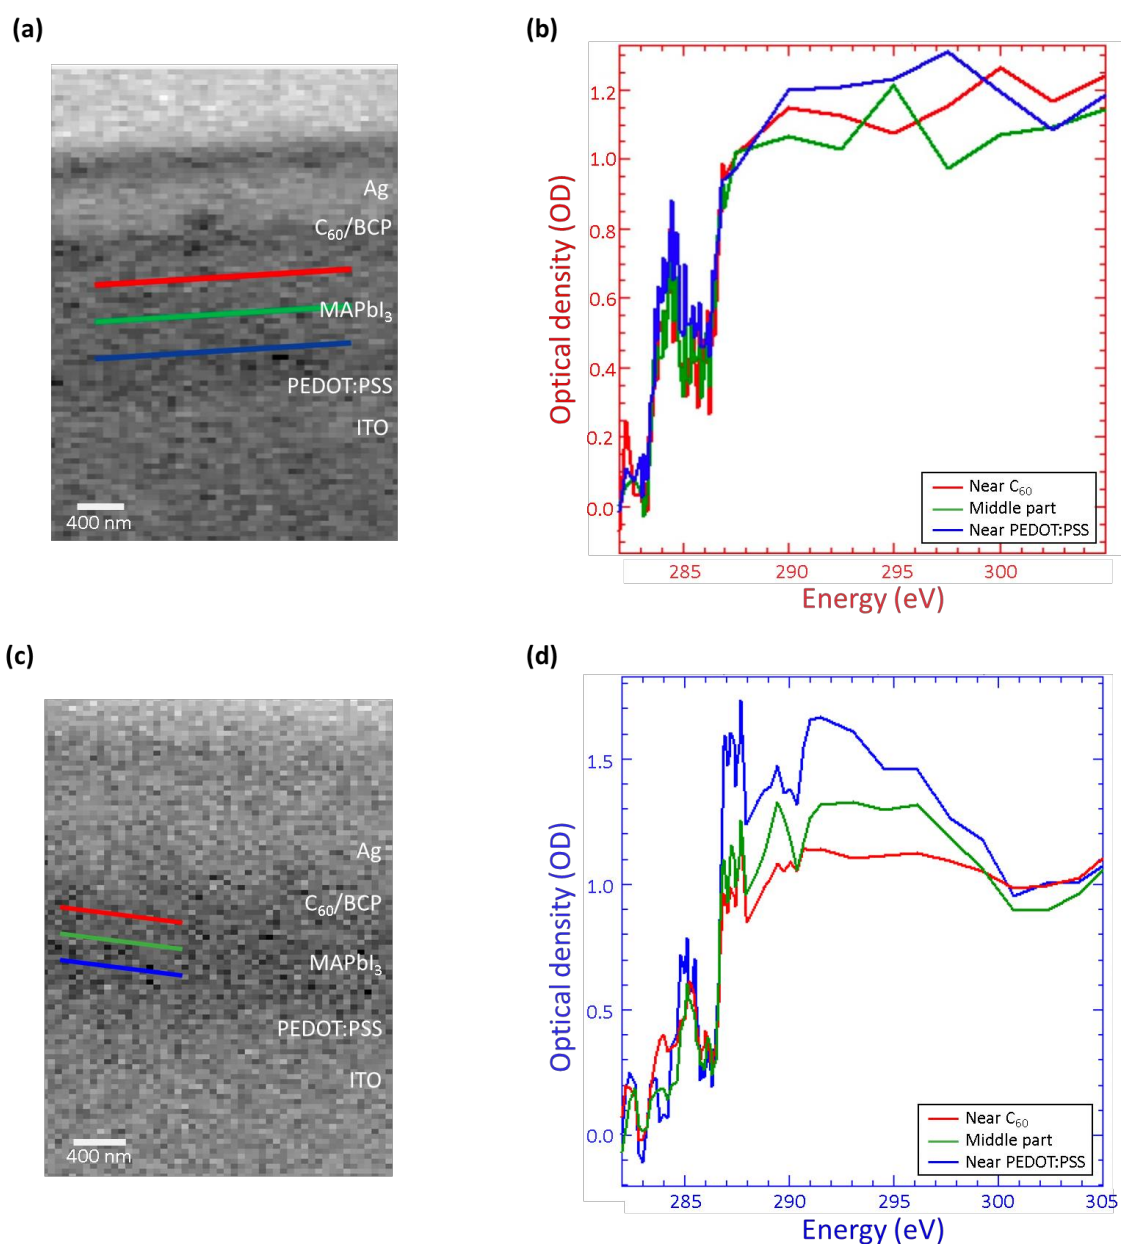 (a)
Ag
C₆₀/BCP
MAPbI₃
PEDOT:PSS
ITO
400 nm
(b)
Optical density (OD)
1.2
1.0
0.8
0.6
0.4
0.2
0.0
285 290 295 300
Energy (eV)
Near C₆₀
Middle part
Near PEDOT:PSS
(c)
Ag
C₆₀/BCP
MAPbI₃
PEDOT:PSS
ITO
400 nm
(d)
Optical density (OD)
1.5
1.0
0.5
0.0
285 290 295 300 305
Energy (eV)
Near C₆₀
Middle part
Near PEDOT:PSS